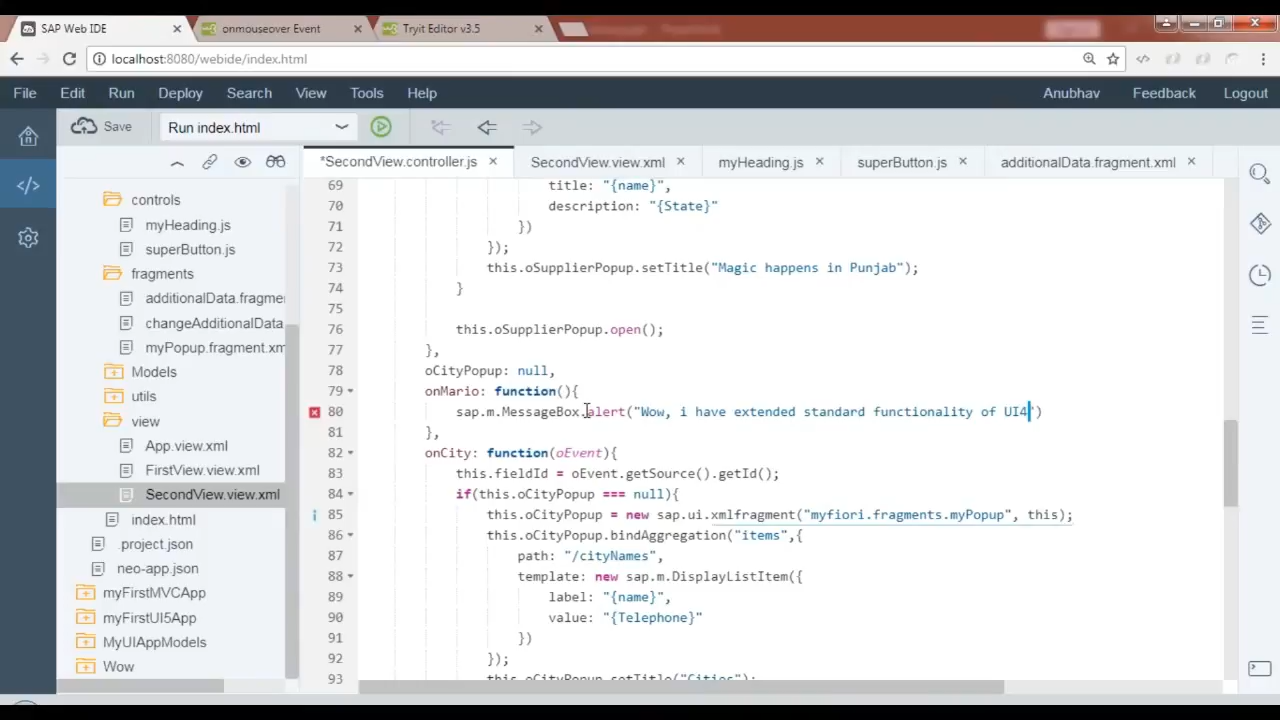 SAP Web IDE
onmouseover Event
Tryit Editor v3.5
localhost:8080/webide/index.html
File Edit Run Deploy Search View Tools Help Anubhav Feedback Logout
Save
Run index.html
*SecondView.controller.js
SecondView.view.xml
myHeading.js
superButton.js
additionalData.fragment.xml
controls
myHeading.js
superButton.js
fragments
additionalData.fragme
changeAdditionalData
myPopup.fragment.xm
Models
utils
view
App.view.xml
FirstView.view.xml
SecondView.view.xml
index.html
.project.json
neo-app.json
myFirstMVCApp
myFirstUI5App
MyUIAppModels
Wow
69 title: "{name}",
70 description: "{State}"
71 })
72 });
73 this.oSupplierPopup.setTitle("Magic happens in Punjab");
74 }
75
76 this.oSupplierPopup.open();
77 },
78 oCityPopup: null,
79 onMario: function(){
80 sap.m.MessageBox.alert("Wow, i have extended standard functionality of UI4")
81 },
82 onCity: function(oEvent){
83 this.fieldId = oEvent.getSource().getId();
84 if(this.oCityPopup === null){
85 this.oCityPopup = new sap.ui.xmlfragment("myfiori.fragments.myPopup", this);
86 this.oCityPopup.bindAggregation("items",{
87 path: "/cityNames",
88 template: new sap.m.DisplayListItem({
89 label: "{name}",
90 value: "{Telephone}"
91 })
92 });
93 this.oCityPopup.setTitle("Cities");